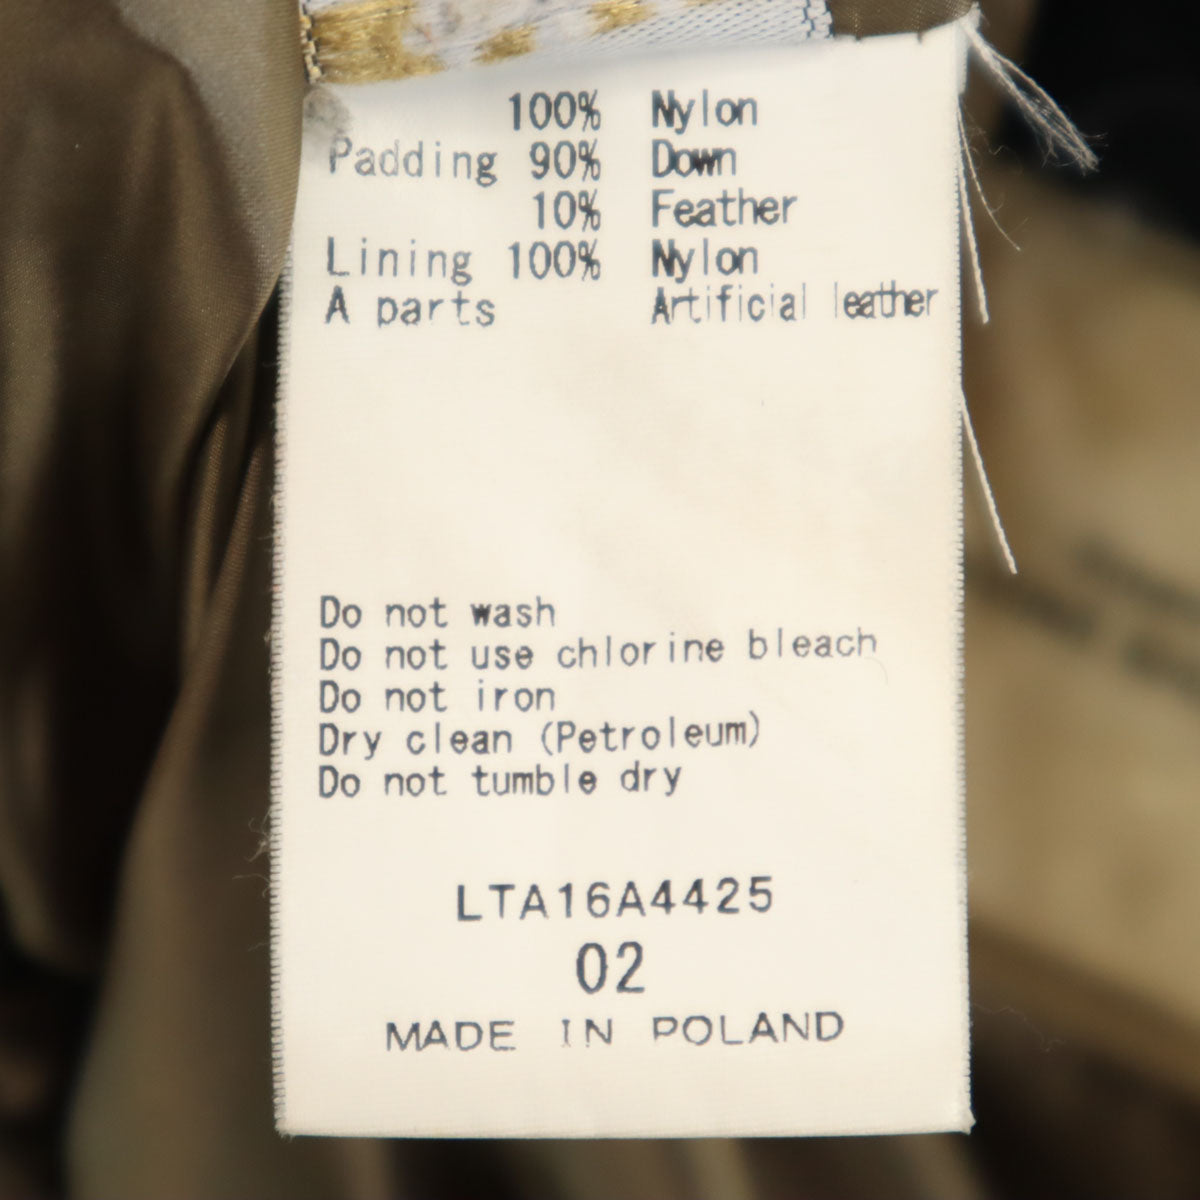 100% Nylon
Padding 90% Down
10% Feather
Lining 100% Nylon
A parts Artificial leather
Do not wash
Do not use chlorine bleach
Do not iron
Dry clean (Petroleum)
Do not tumble dry
LTA16A4425
02
MADE IN POLAND